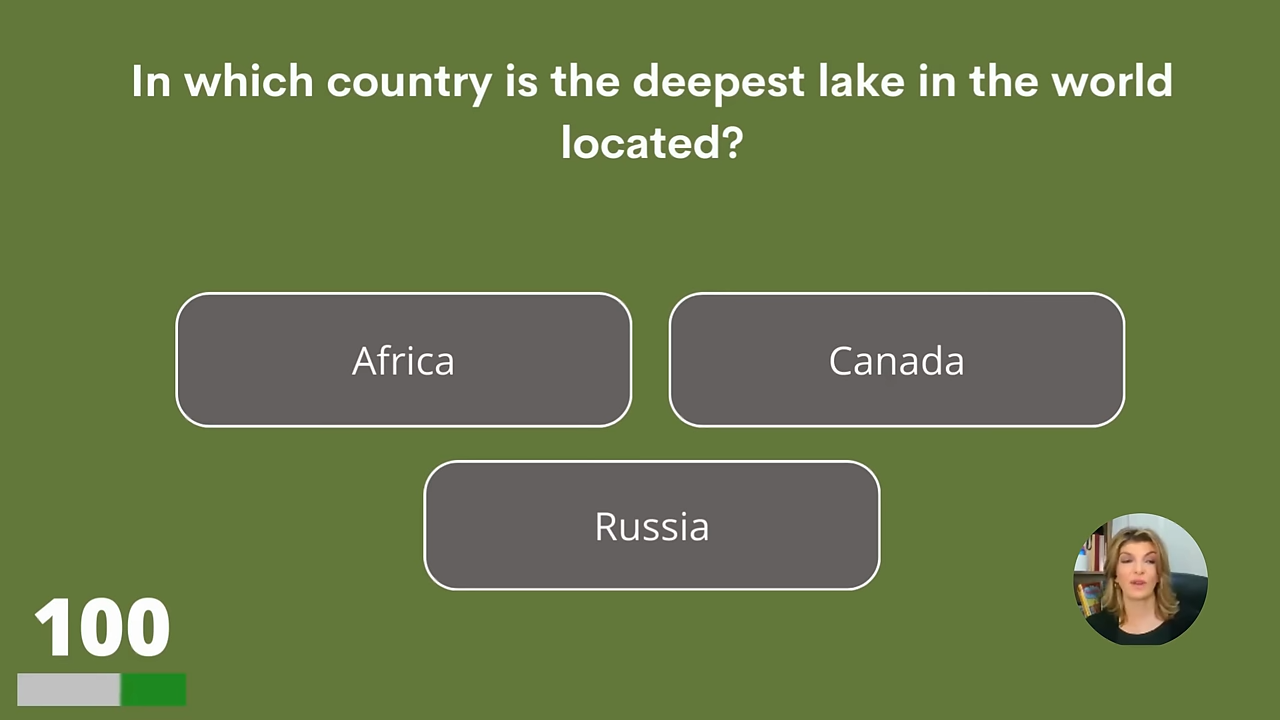 In which country is the deepest lake in the world
located?
Africa
Canada
Russia
100